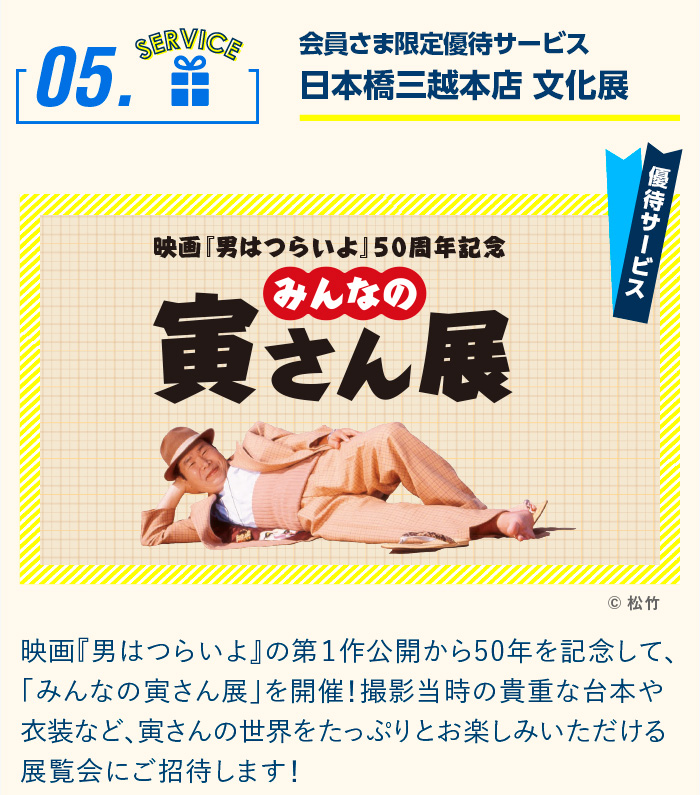 05.
SERVICE
会員さま限定優待サービス
日本橋三越本店 文化展
優待サービス
映画『男はつらいよ』50周年記念
みんなの
寅さん展
© 松竹
映画『男はつらいよ』の第1作公開から50年を記念して、
「みんなの寅さん展」を開催！撮影当時の貴重な台本や
衣装など、寅さんの世界をたっぷりとお楽しみいただける
展覧会にご招待します！